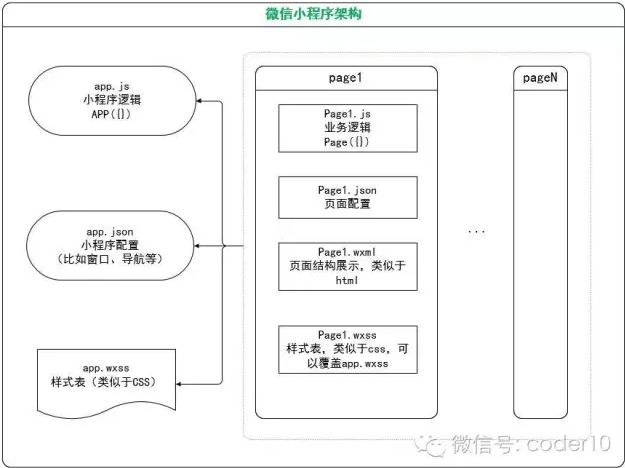 微信小程序架构
app.js
小程序逻辑
APP({})
app.json
小程序配置
(比如窗口、导航等)
app.wxss
样式表（类似于CSS）
page1
Page1.js
业务逻辑
Page({})
Page1.json
页面配置
Page1.wxml
页面结构展示，类似于
html
Page1.wxss
样式表，类似于css，可
以覆盖app.wxss
...
pageN
微信号: coder10